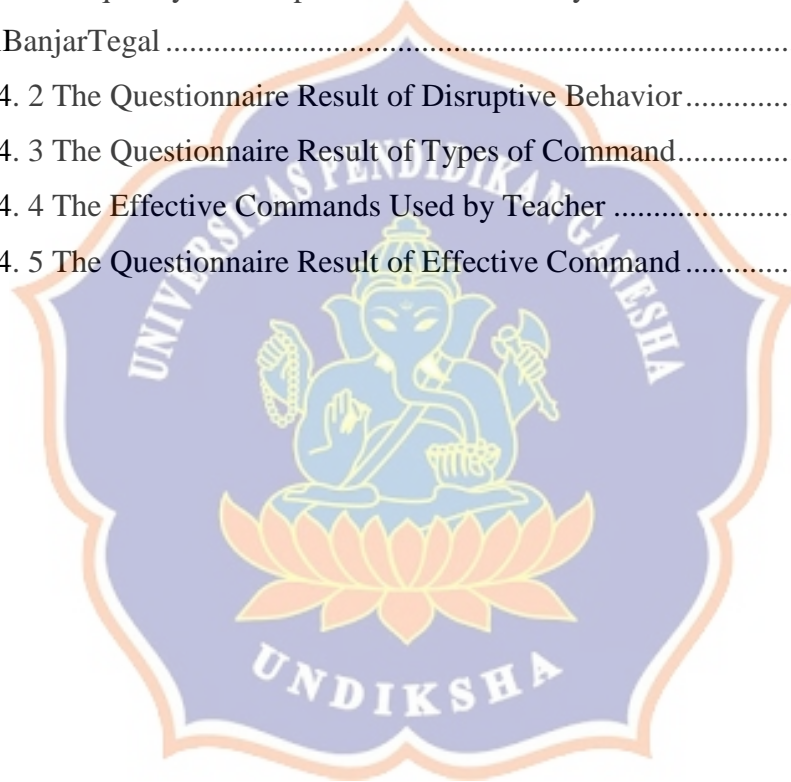 BanjarTegal ................................................................................
4. 2 The Questionnaire Result of Disruptive Behavior .............
4. 3 The Questionnaire Result of Types of Command..............
4. 4 The Effective Commands Used by Teacher ......................
4. 5 The Questionnaire Result of Effective Command .............
UNIVERSITAS PENDIDIKAN GANESHA
UNDIKSHA